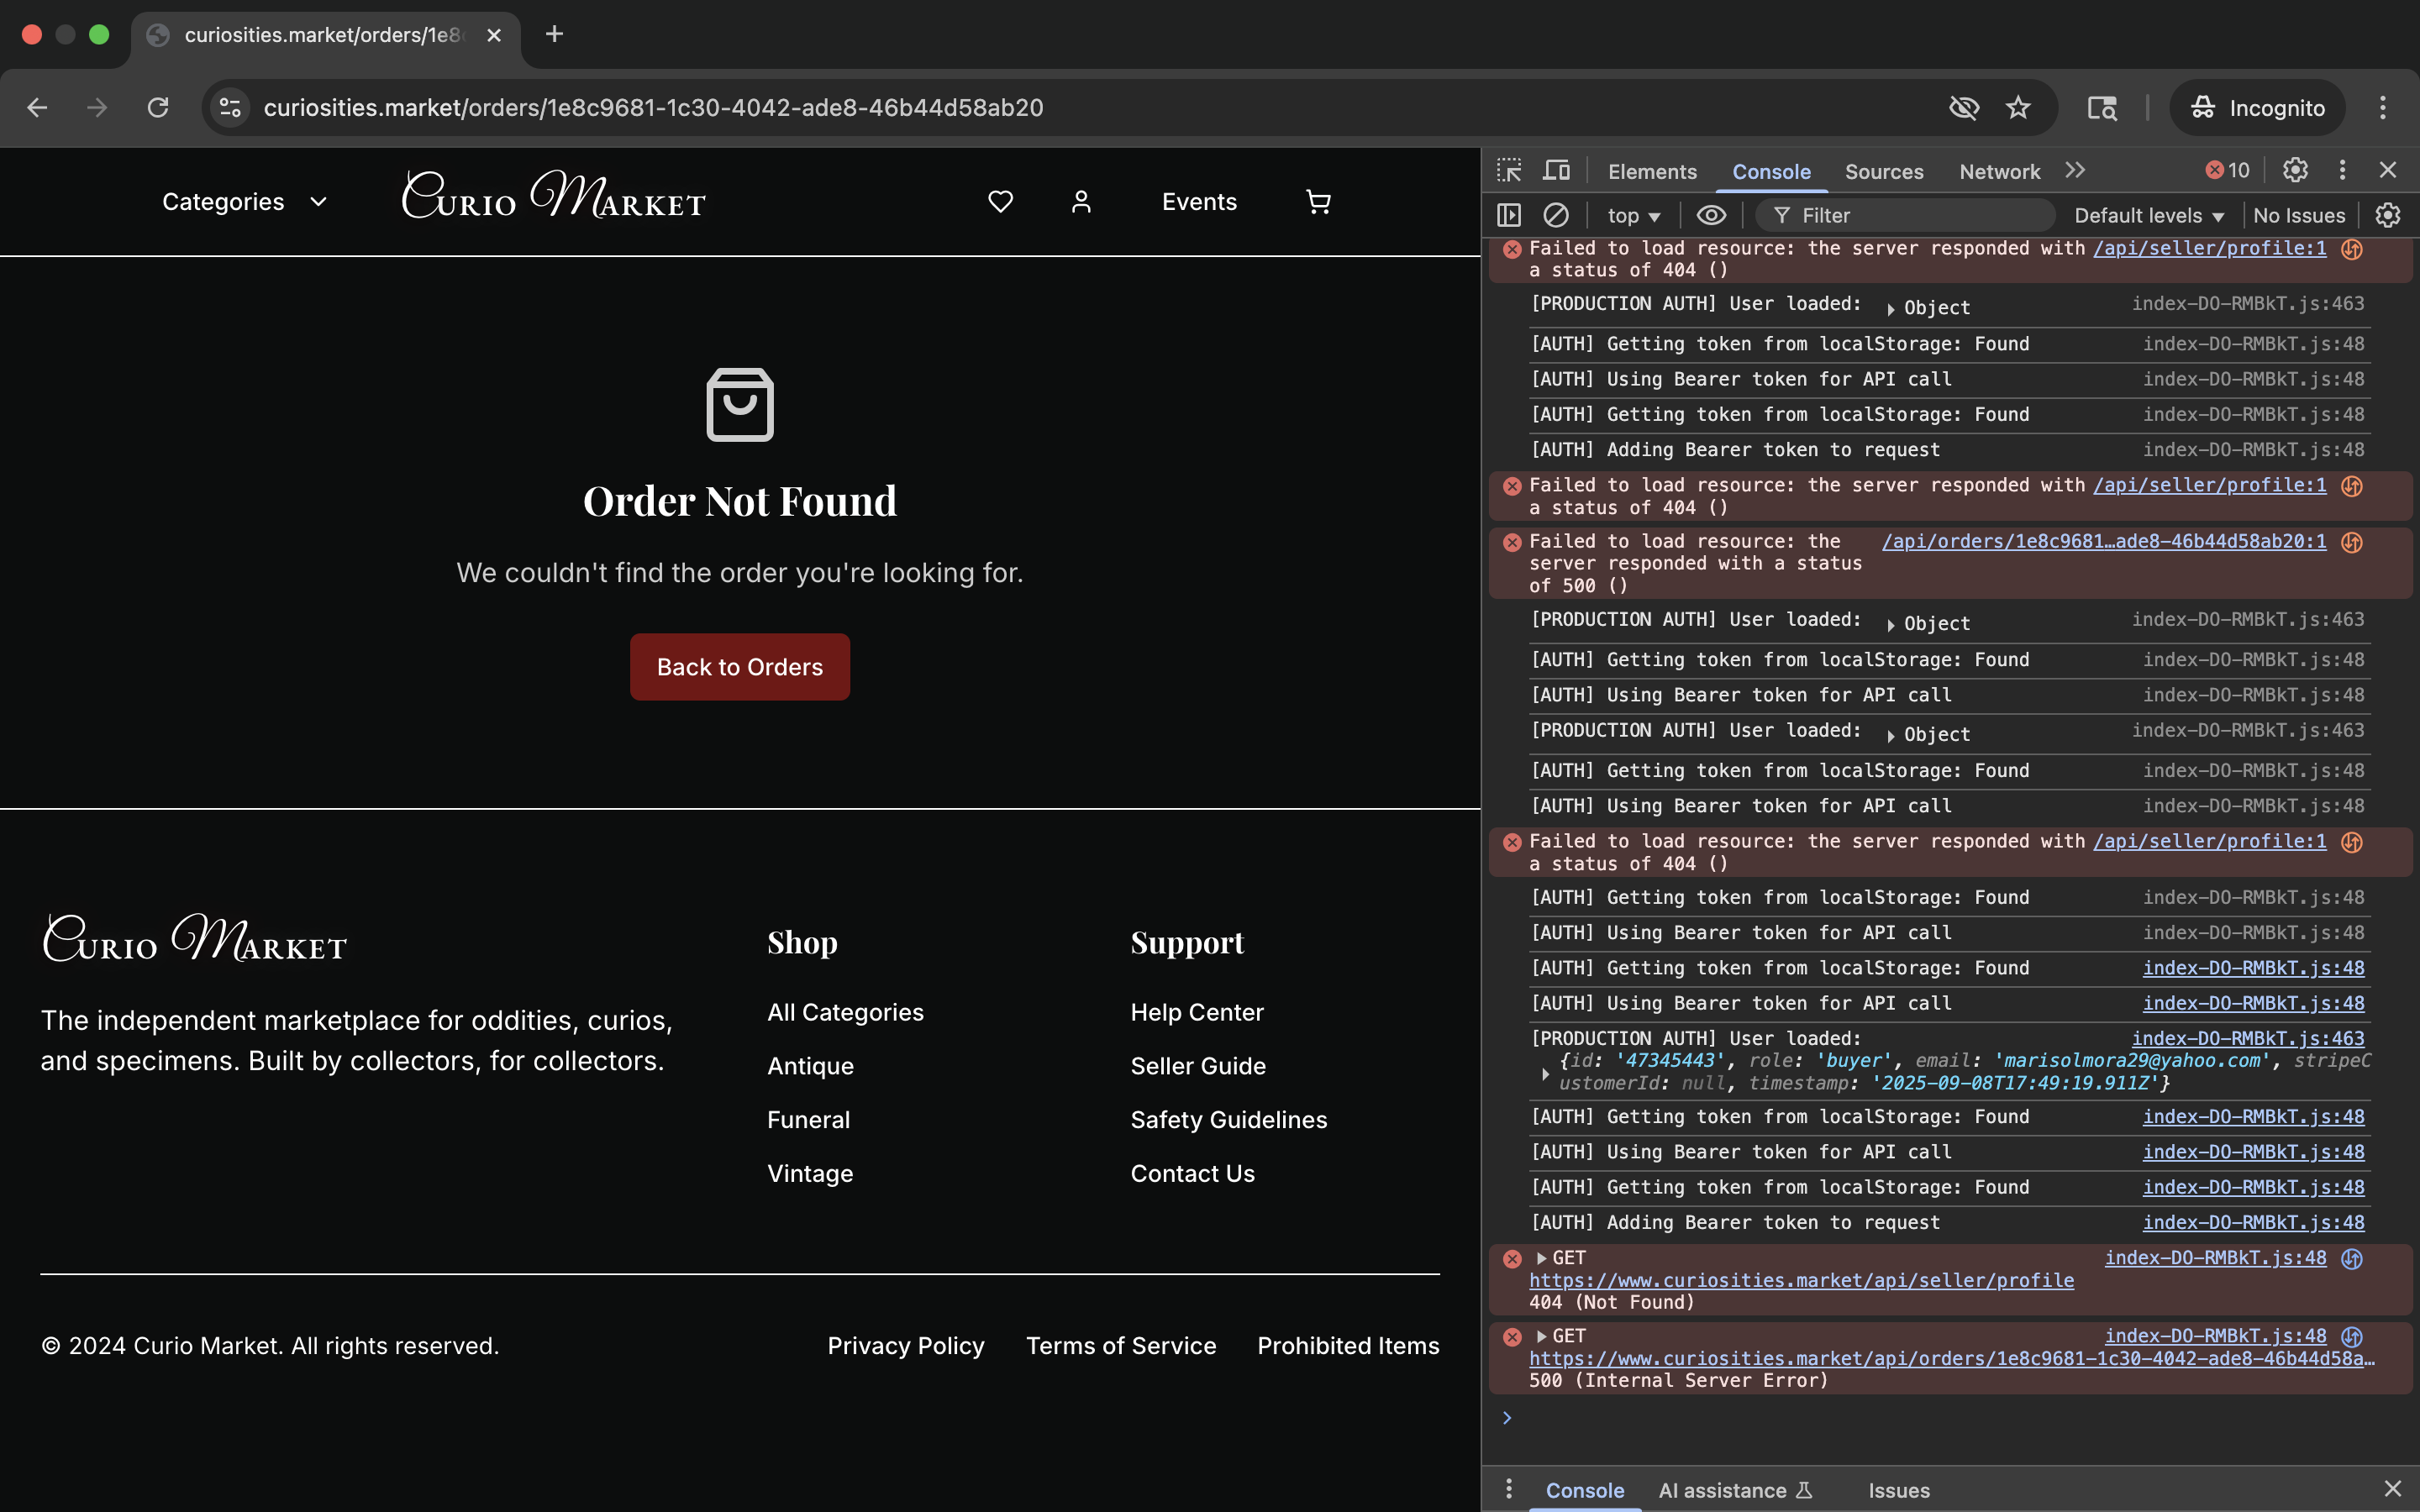 curiosities.market/orders/1e8
curiosities.market/orders/1e8c9681-1c30-4042-ade8-46b44d58ab20
Incognito
Categories
Curio Market
Events
Order Not Found
We couldn't find the order you're looking for.
Back to Orders
Curio Market
The independent marketplace for oddities, curios,
and specimens. Built by collectors, for collectors.
Shop
All Categories
Antique
Funeral
Vintage
Support
Help Center
Seller Guide
Safety Guidelines
Contact Us
© 2024 Curio Market. All rights reserved.
Privacy Policy Terms of Service Prohibited Items
Elements Console Sources Network 10
top Filter Default levels No Issues
Failed to load resource: the server responded with /api/seller/profile:1
a status of 404 ()
[PRODUCTION AUTH] User loaded: Object index-DO-RMBkT.js:463
[AUTH] Getting token from localStorage: Found index-DO-RMBkT.js:48
[AUTH] Using Bearer token for API call index-DO-RMBkT.js:48
[AUTH] Getting token from localStorage: Found index-DO-RMBkT.js:48
[AUTH] Adding Bearer token to request index-DO-RMBkT.js:48
Failed to load resource: the server responded with /api/seller/profile:1
a status of 404 ()
Failed to load resource: the /api/orders/1e8c9681…ade8-46b44d58ab20:1
server responded with a status
of 500 ()
[PRODUCTION AUTH] User loaded: Object index-DO-RMBkT.js:463
[AUTH] Getting token from localStorage: Found index-DO-RMBkT.js:48
[AUTH] Using Bearer token for API call index-DO-RMBkT.js:48
[PRODUCTION AUTH] User loaded: Object index-DO-RMBkT.js:463
[AUTH] Getting token from localStorage: Found index-DO-RMBkT.js:48
[AUTH] Using Bearer token for API call index-DO-RMBkT.js:48
Failed to load resource: the server responded with /api/seller/profile:1
a status of 404 ()
[AUTH] Getting token from localStorage: Found index-DO-RMBkT.js:48
[AUTH] Using Bearer token for API call index-DO-RMBkT.js:48
[AUTH] Getting token from localStorage: Found index-DO-RMBkT.js:48
[AUTH] Using Bearer token for API call index-DO-RMBkT.js:48
[PRODUCTION AUTH] User loaded: index-DO-RMBkT.js:463
{id: '47345443', role: 'buyer', email: 'marisolmora29@yahoo.com', stripeC
ustomerId: null, timestamp: '2025-09-08T17:49:19.911Z'}
[AUTH] Getting token from localStorage: Found index-DO-RMBkT.js:48
[AUTH] Using Bearer token for API call index-DO-RMBkT.js:48
[AUTH] Getting token from localStorage: Found index-DO-RMBkT.js:48
[AUTH] Adding Bearer token to request index-DO-RMBkT.js:48
GET index-DO-RMBkT.js:48
https://www.curiosities.market/api/seller/profile
404 (Not Found)
GET index-DO-RMBkT.js:48
https://www.curiosities.market/api/orders/1e8c9681-1c30-4042-ade8-46b44d58a…
500 (Internal Server Error)
Console AI assistance Issues